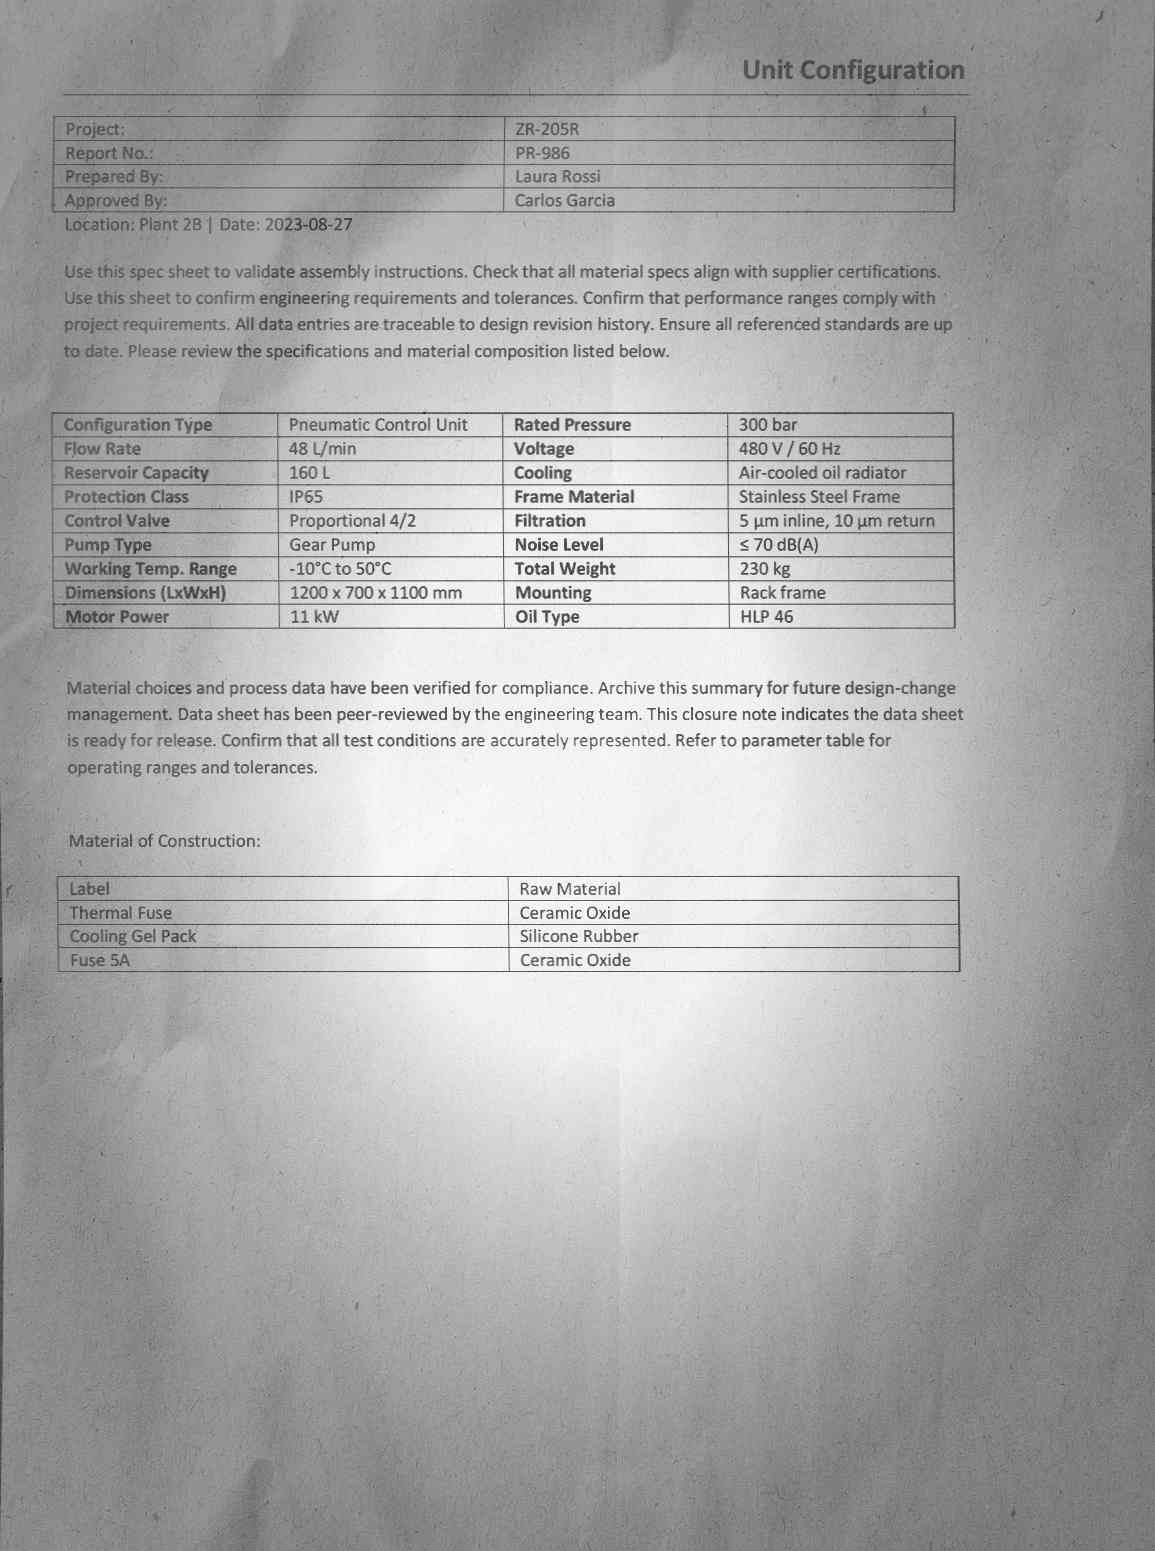 Unit Configuration
Project: ZR-205R
Report No.: PR-986
Prepared By: Laura Rossi
Approved By: Carlos Garcia
Location: Plant 2B | Date: 2023-08-27
Use this spec sheet to validate assembly instructions. Check that all material specs align with supplier certifications.
Use this sheet to confirm engineering requirements and tolerances. Confirm that performance ranges comply with
project requirements. All data entries are traceable to design revision history. Ensure all referenced standards are up
to date. Please review the specifications and material composition listed below.
Configuration Type Pneumatic Control Unit Rated Pressure 300 bar
Flow Rate 48 L/min Voltage 480 V / 60 Hz
Reservoir Capacity 160 L Cooling Air-cooled oil radiator
Protection Class IP65 Frame Material Stainless Steel Frame
Control Valve Proportional 4/2 Filtration 5 µm inline, 10 µm return
Pump Type Gear Pump Noise Level ≤ 70 dB(A)
Working Temp. Range -10°C to 50°C Total Weight 230 kg
Dimensions (LxWxH) 1200 x 700 x 1100 mm Mounting Rack frame
Motor Power 11 kW Oil Type HLP 46
Material choices and process data have been verified for compliance. Archive this summary for future design-change
management. Data sheet has been peer-reviewed by the engineering team. This closure note indicates the data sheet
is ready for release. Confirm that all test conditions are accurately represented. Refer to parameter table for
operating ranges and tolerances.
Material of Construction:
Label Raw Material
Thermal Fuse Ceramic Oxide
Cooling Gel Pack Silicone Rubber
Fuse 5A Ceramic Oxide